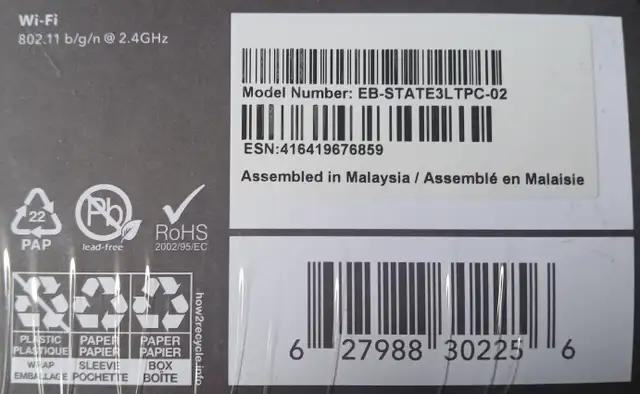 Wi-Fi
802.11 b/g/n @ 2.4GHz
Model Number: EB-STATE3LTPC-02
ESN:416419676859
Assembled in Malaysia / Assemblé en Malaisie
22
PAP
Pb
lead-free
RoHS
2002/95/EC
PLASTIC
PLASTIQUE
WRAP
EMBALLAGE
PAPER
PAPIER
SLEEVE
POCHETTE
PAPER
PAPIER
BOX
BOÎTE
how2recycle.info
6 27988 30225 6